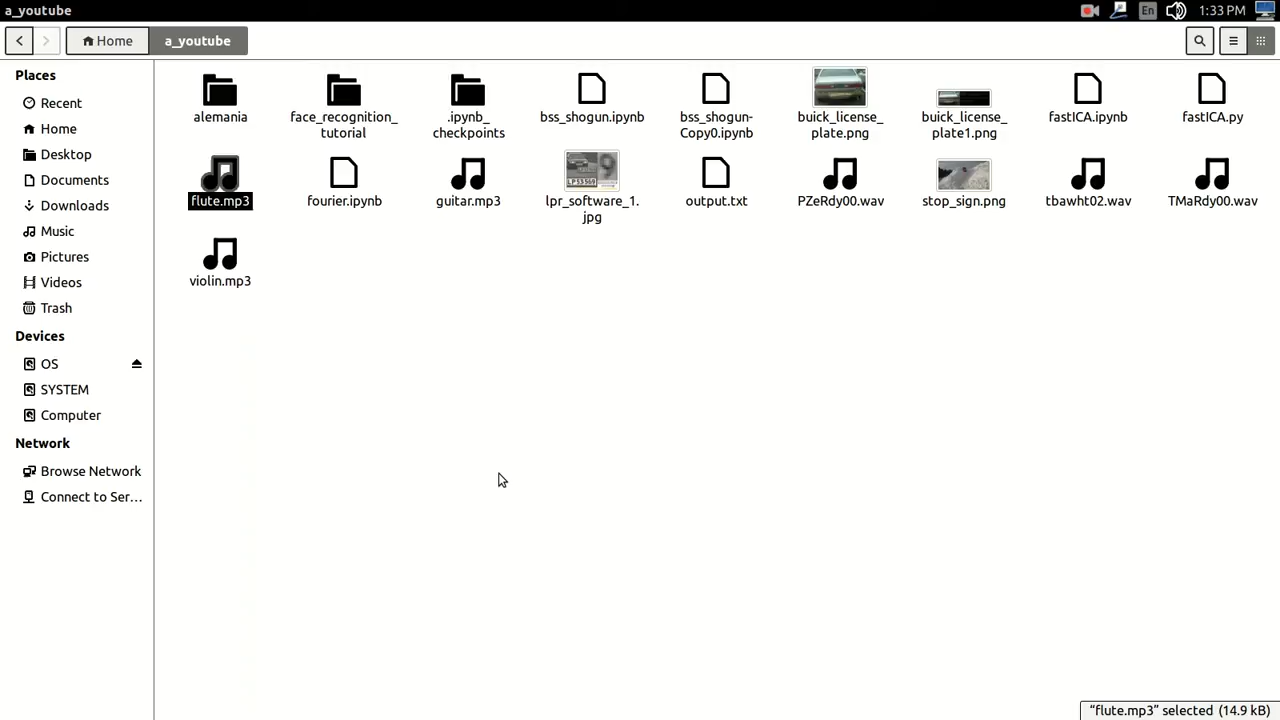 a_youtube
En
1:33 PM
Home
a_youtube
Places
Recent
Home
Desktop
Documents
Downloads
Music
Pictures
Videos
Trash
Devices
OS
SYSTEM
Computer
Network
Browse Network
Connect to Ser...
alemania
face_recognition_
tutorial
.ipynb_
checkpoints
bss_shogun.ipynb
bss_shogun-
Copy0.ipynb
buick_license_
plate.png
buick_license_
plate1.png
fastICA.ipynb
fastICA.py
flute.mp3
fourier.ipynb
guitar.mp3
lpr_software_1.
jpg
output.txt
PZeRdy00.wav
stop_sign.png
tbawht02.wav
TMaRdy00.wav
violin.mp3
"flute.mp3" selected (14.9 kB)